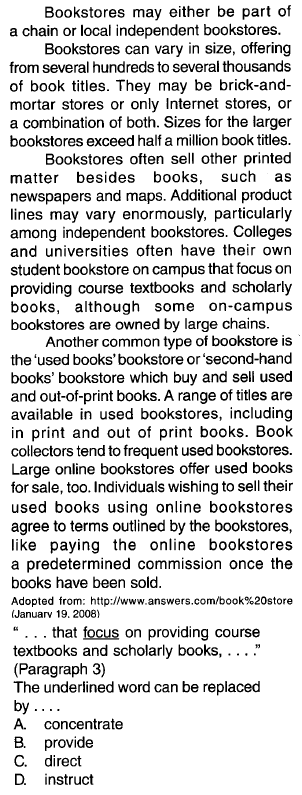 Bookstores may either be part of
a chain or local independent bookstores.
Bookstores can vary in size, offering
from several hundreds to several thousands
of book titles. They may be brick-and-
mortar stores or only Internet stores, or
a combination of both. Sizes for the larger
bookstores exceed half a million book titles.
Bookstores often sell other printed
matter besides books, such as
newspapers and maps. Additional product
lines may vary enormously, particularly
among independent bookstores. Colleges
and universities often have their own
student bookstore on campus that focus on
providing course textbooks and scholarly
books, although some on-campus
bookstores are owned by large chains.
Another common type of bookstore is
the 'used books' bookstore or 'second-hand
books' bookstore which buy and sell used
and out-of-print books. A range of titles are
available in used bookstores, including
in print and out of print books. Book
collectors tend to frequent used bookstores.
Large online bookstores offer used books
for sale, too. Individuals wishing to sell their
used books using online bookstores
agree to terms outlined by the bookstores,
like paying the online bookstores
a predetermined commission once the
books have been sold.
Adopted from: http://www.answers.com/book%20store
(January 19, 2008)
" . . . that focus on providing course
textbooks and scholarly books, . . . ."
(Paragraph 3)
The underlined word can be replaced
by . . . .
A. concentrate
B. provide
C. direct
D. instruct